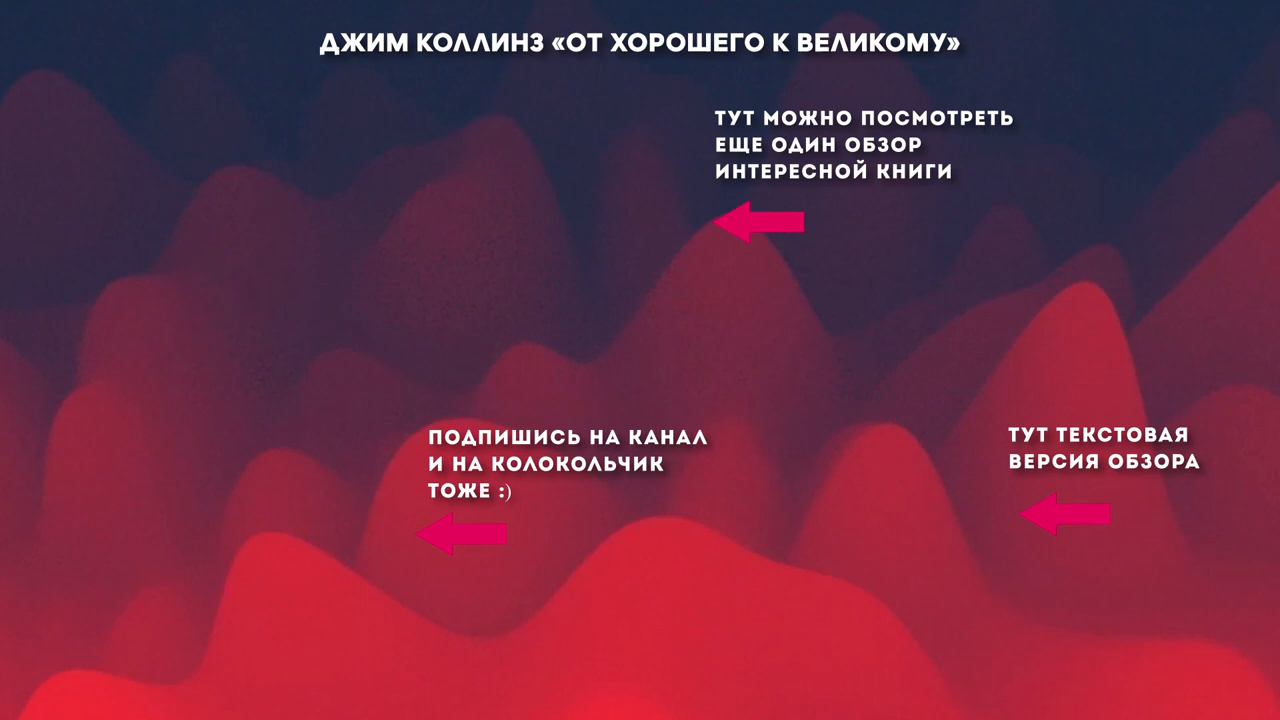 ДЖИМ КОЛЛИНЗ «ОТ ХОРОШЕГО К ВЕЛИКОМУ»
ТУТ МОЖНО ПОСМОТРЕТЬ
ЕЩЕ ОДИН ОБЗОР
ИНТЕРЕСНОЙ КНИГИ
ПОДПИШИСЬ НА КАНАЛ
И НА КОЛОКОЛЬЧИК
ТОЖЕ :)
ТУТ ТЕКСТОВАЯ
ВЕРСИЯ ОБЗОРА